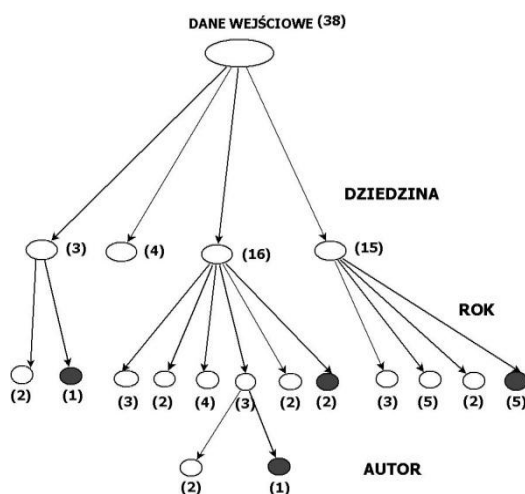 DANE WEJŚCIOWE (38)
DZIEDZINA
(3) (4) (16) (15)
ROK
(2) (1) (3) (2) (4) (3) (2) (2) (3) (5) (2) (5)
(2) (1) AUTOR